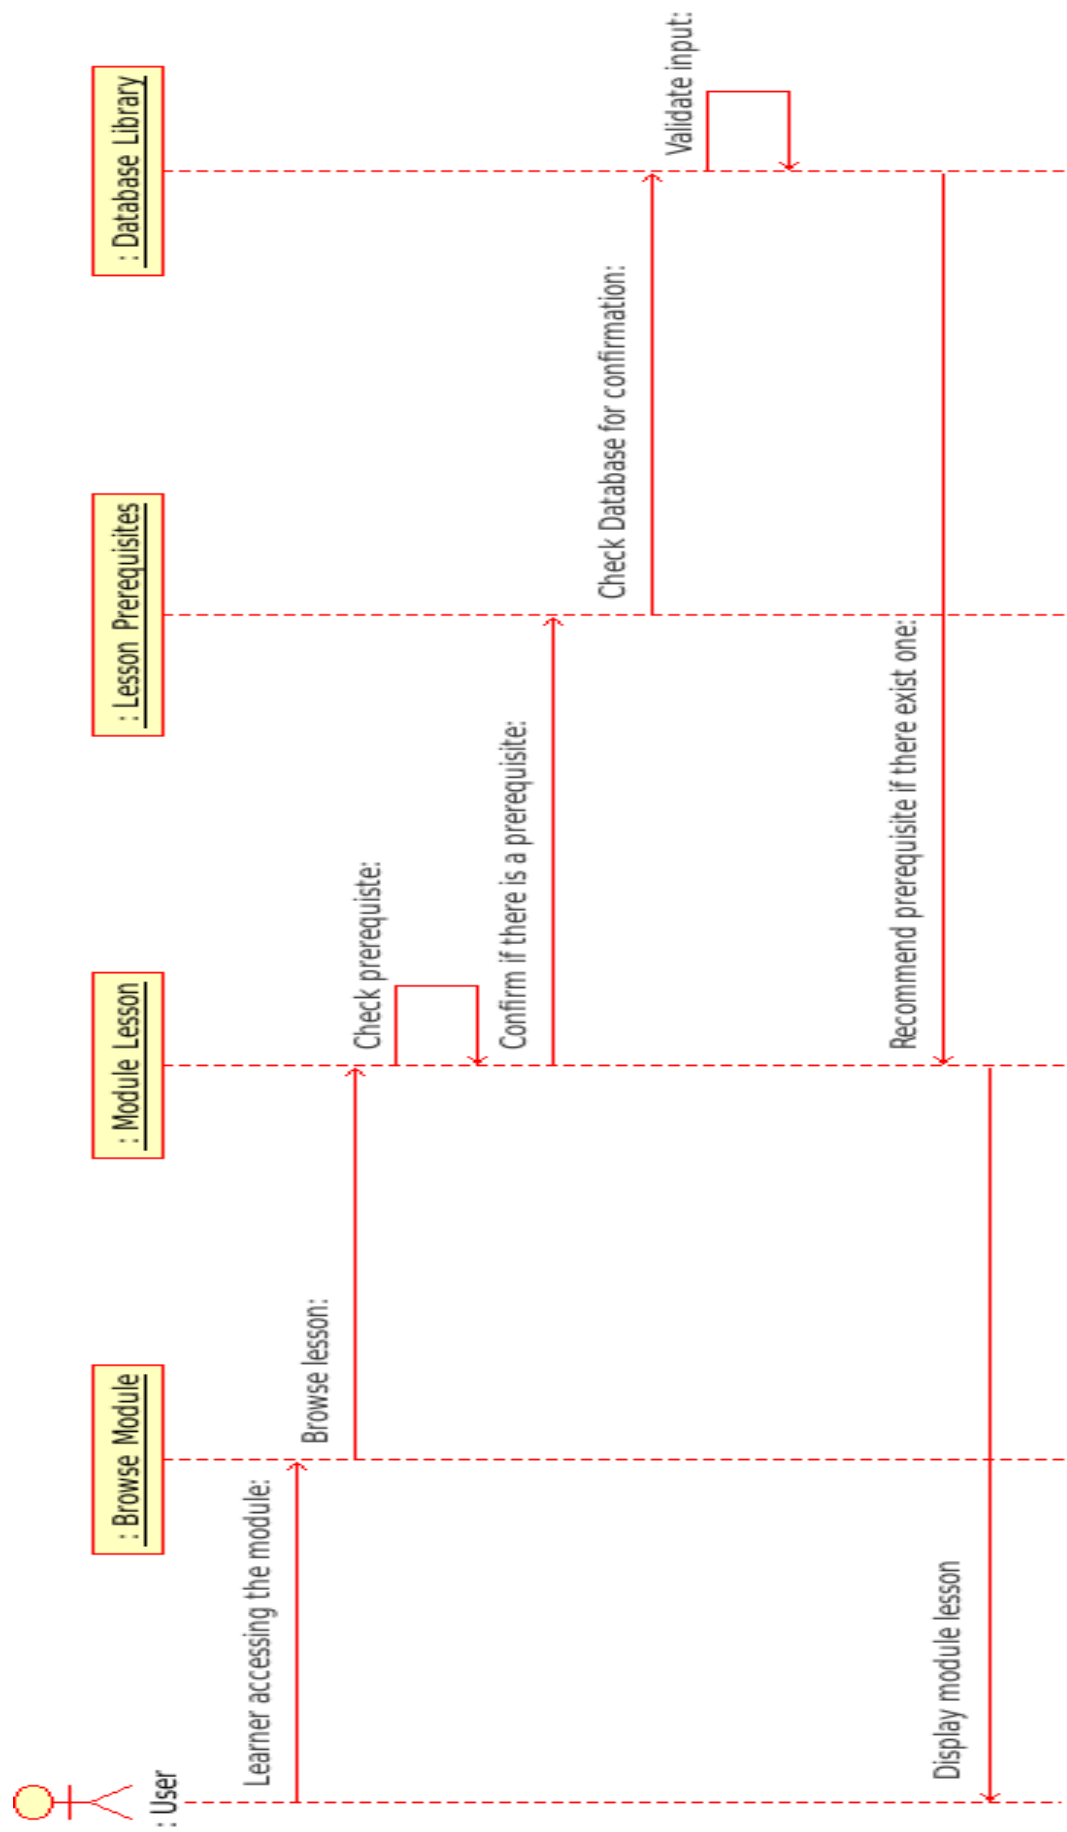 : User
: Browse Module
: Module Lesson
: Lesson Prerequisites
: Database Library
Learner accessing the module:
Browse lesson:
Check prerequiste:
Confirm if there is a prerequisite:
Check Database for confirmation:
Validate input:
Recommend prerequisite if there exist one:
Display module lesson